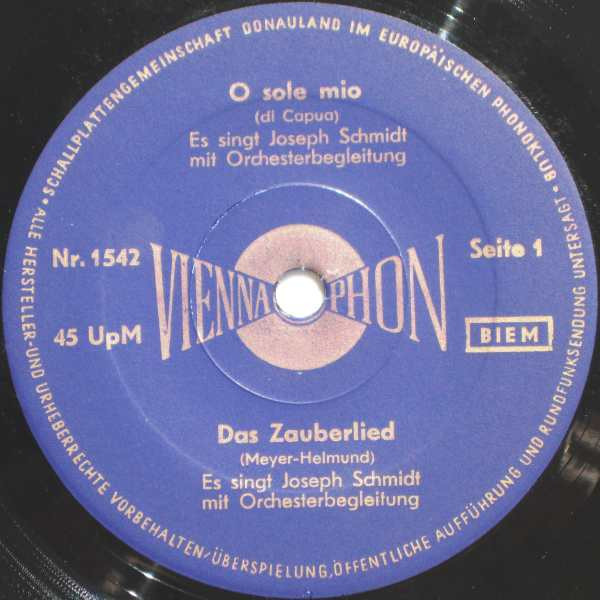 SCHALLPLATTENGEMEINSCHAFT DONAULAND IM EUROPÄISCHEN PHONOKLUB
O sole mio
(di Capua)
Es singt Joseph Schmidt
mit Orchesterbegleitung
Nr. 1542
Seite 1
VIENNAPHON
45 UpM
BIEM
Das Zauberlied
(Meyer-Helmund)
Es singt Joseph Schmidt
mit Orchesterbegleitung
• ALLE HERSTELLER- UND URHEBERRECHTE VORBEHALTEN/ÜBERSPIELUNG, ÖFFENTLICHE AUFFÜHRUNG UND RUNDFUNKSENDUNG UNTERSAGT •